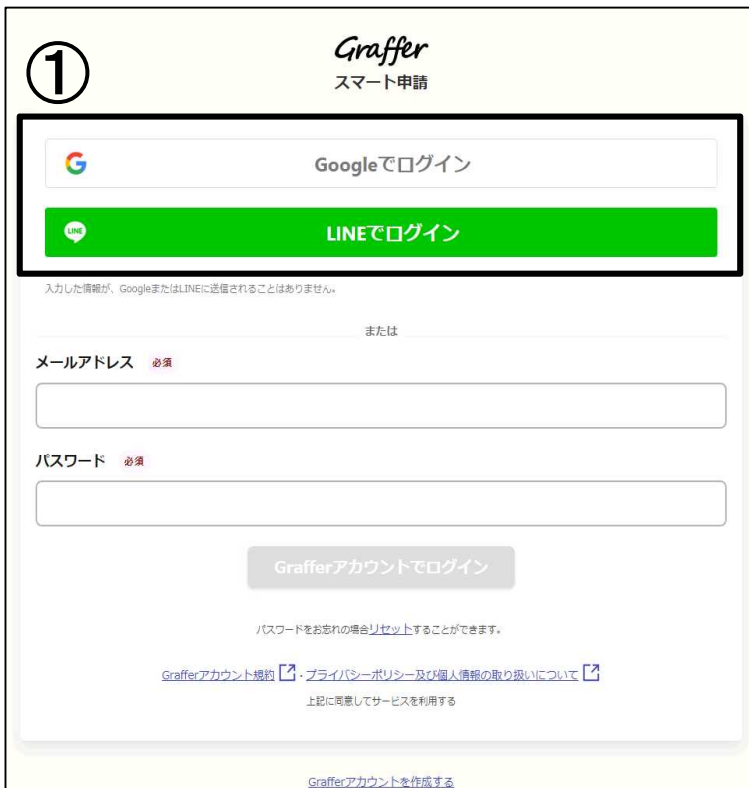 ①
Graffer
スマート申請
Googleでログイン
LINE
LINEでログイン
入力した情報が、GoogleまたはLINEに送信されることはありません。
または
メールアドレス 必須
パスワード 必須
Grafferアカウントでログイン
パスワードをお忘れの場合リセットすることができます。
Grafferアカウント規約・プライバシーポリシー及び個人情報の取り扱いについて
上記に同意してサービスを利用する
Grafferアカウントを作成する